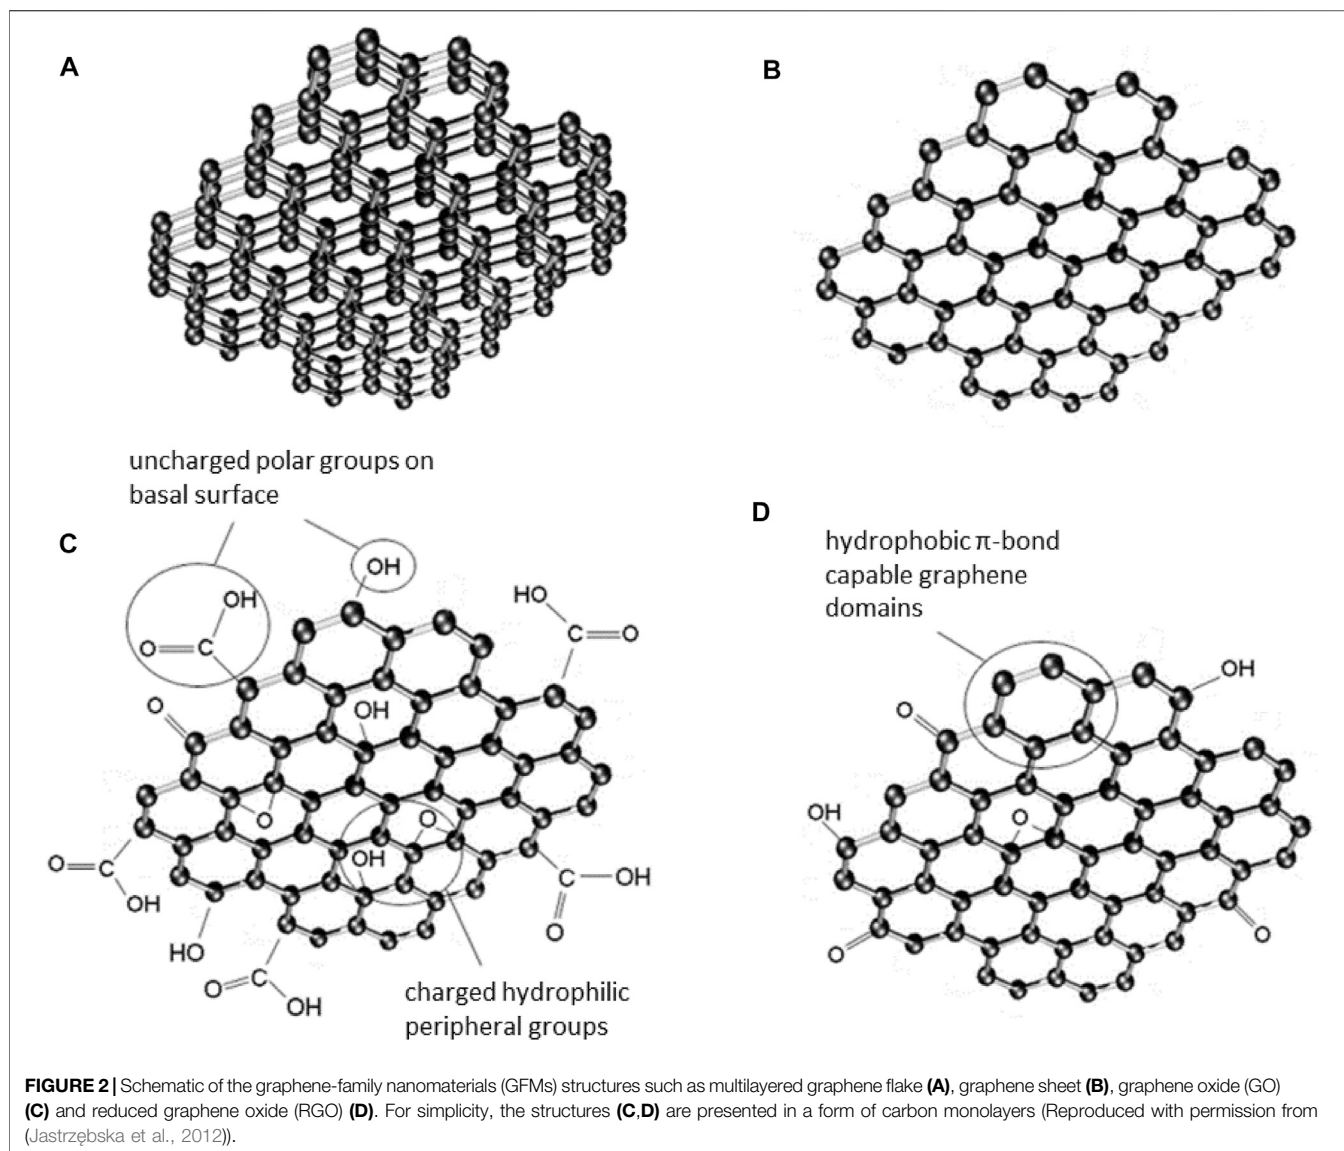 A
B
uncharged polar groups on
basal surface
C
OH
OH
O
C
HO
C
O
O
OH
O
O
OH
O
C
OH
HO
O
C
OH
C
OH
O
charged hydrophilic
peripheral groups
D
hydrophobic π-bond
capable graphene
domains
OH
O
OH
O
O
O
FIGURE 2 | Schematic of the graphene-family nanomaterials (GFMs) structures such as multilayered graphene flake (A), graphene sheet (B), graphene oxide (GO)
(C) and reduced graphene oxide (RGO) (D). For simplicity, the structures (C,D) are presented in a form of carbon monolayers (Reproduced with permission from
(Jastrzębska et al., 2012)).